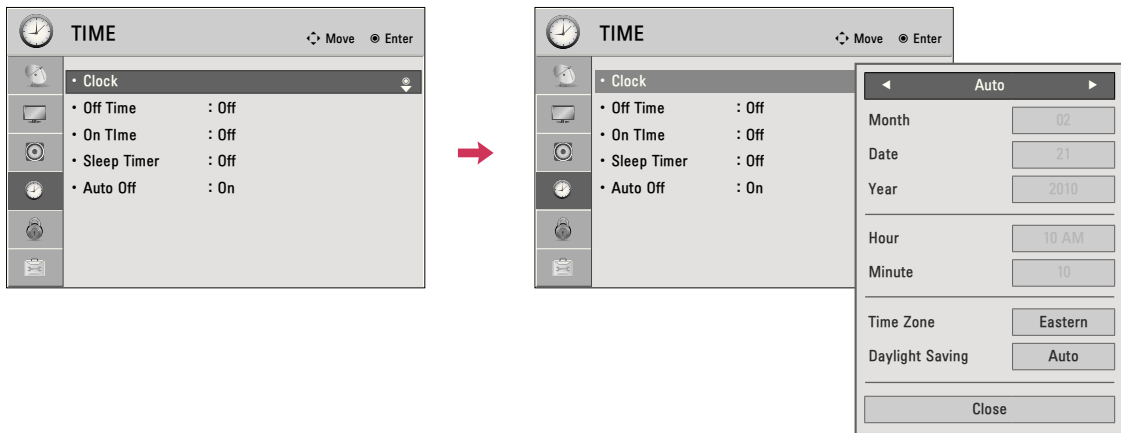 TIME
Move Enter
• Clock
• Off Time : Off
• On TIme : Off
• Sleep Timer : Off
• Auto Off : On
TIME
Move Enter
• Clock
• Off Time : Off
• On TIme : Off
• Sleep Timer : Off
• Auto Off : On
Auto
Month 02
Date 21
Year 2010
Hour 10 AM
Minute 10
Time Zone Eastern
Daylight Saving Auto
Close